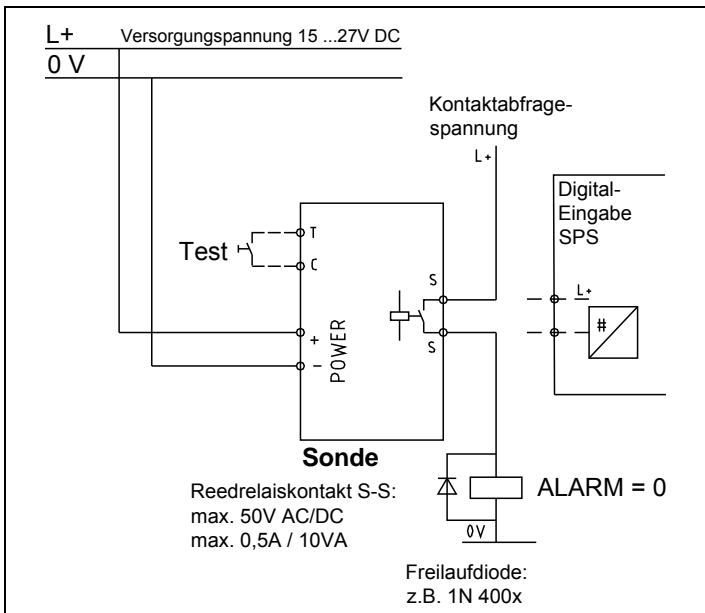 L+ Versorgungspannung 15 ...27V DC
0 V
Kontaktabfrage-
spannung
L+
Digital-
Eingabe
SPS
L+
#
Test
T
C
S
S
+
−
POWER
Sonde
Reedrelaiskontakt S-S:
max. 50V AC/DC
max. 0,5A / 10VA
ALARM = 0
0V
Freilaufdiode:
z.B. 1N 400x